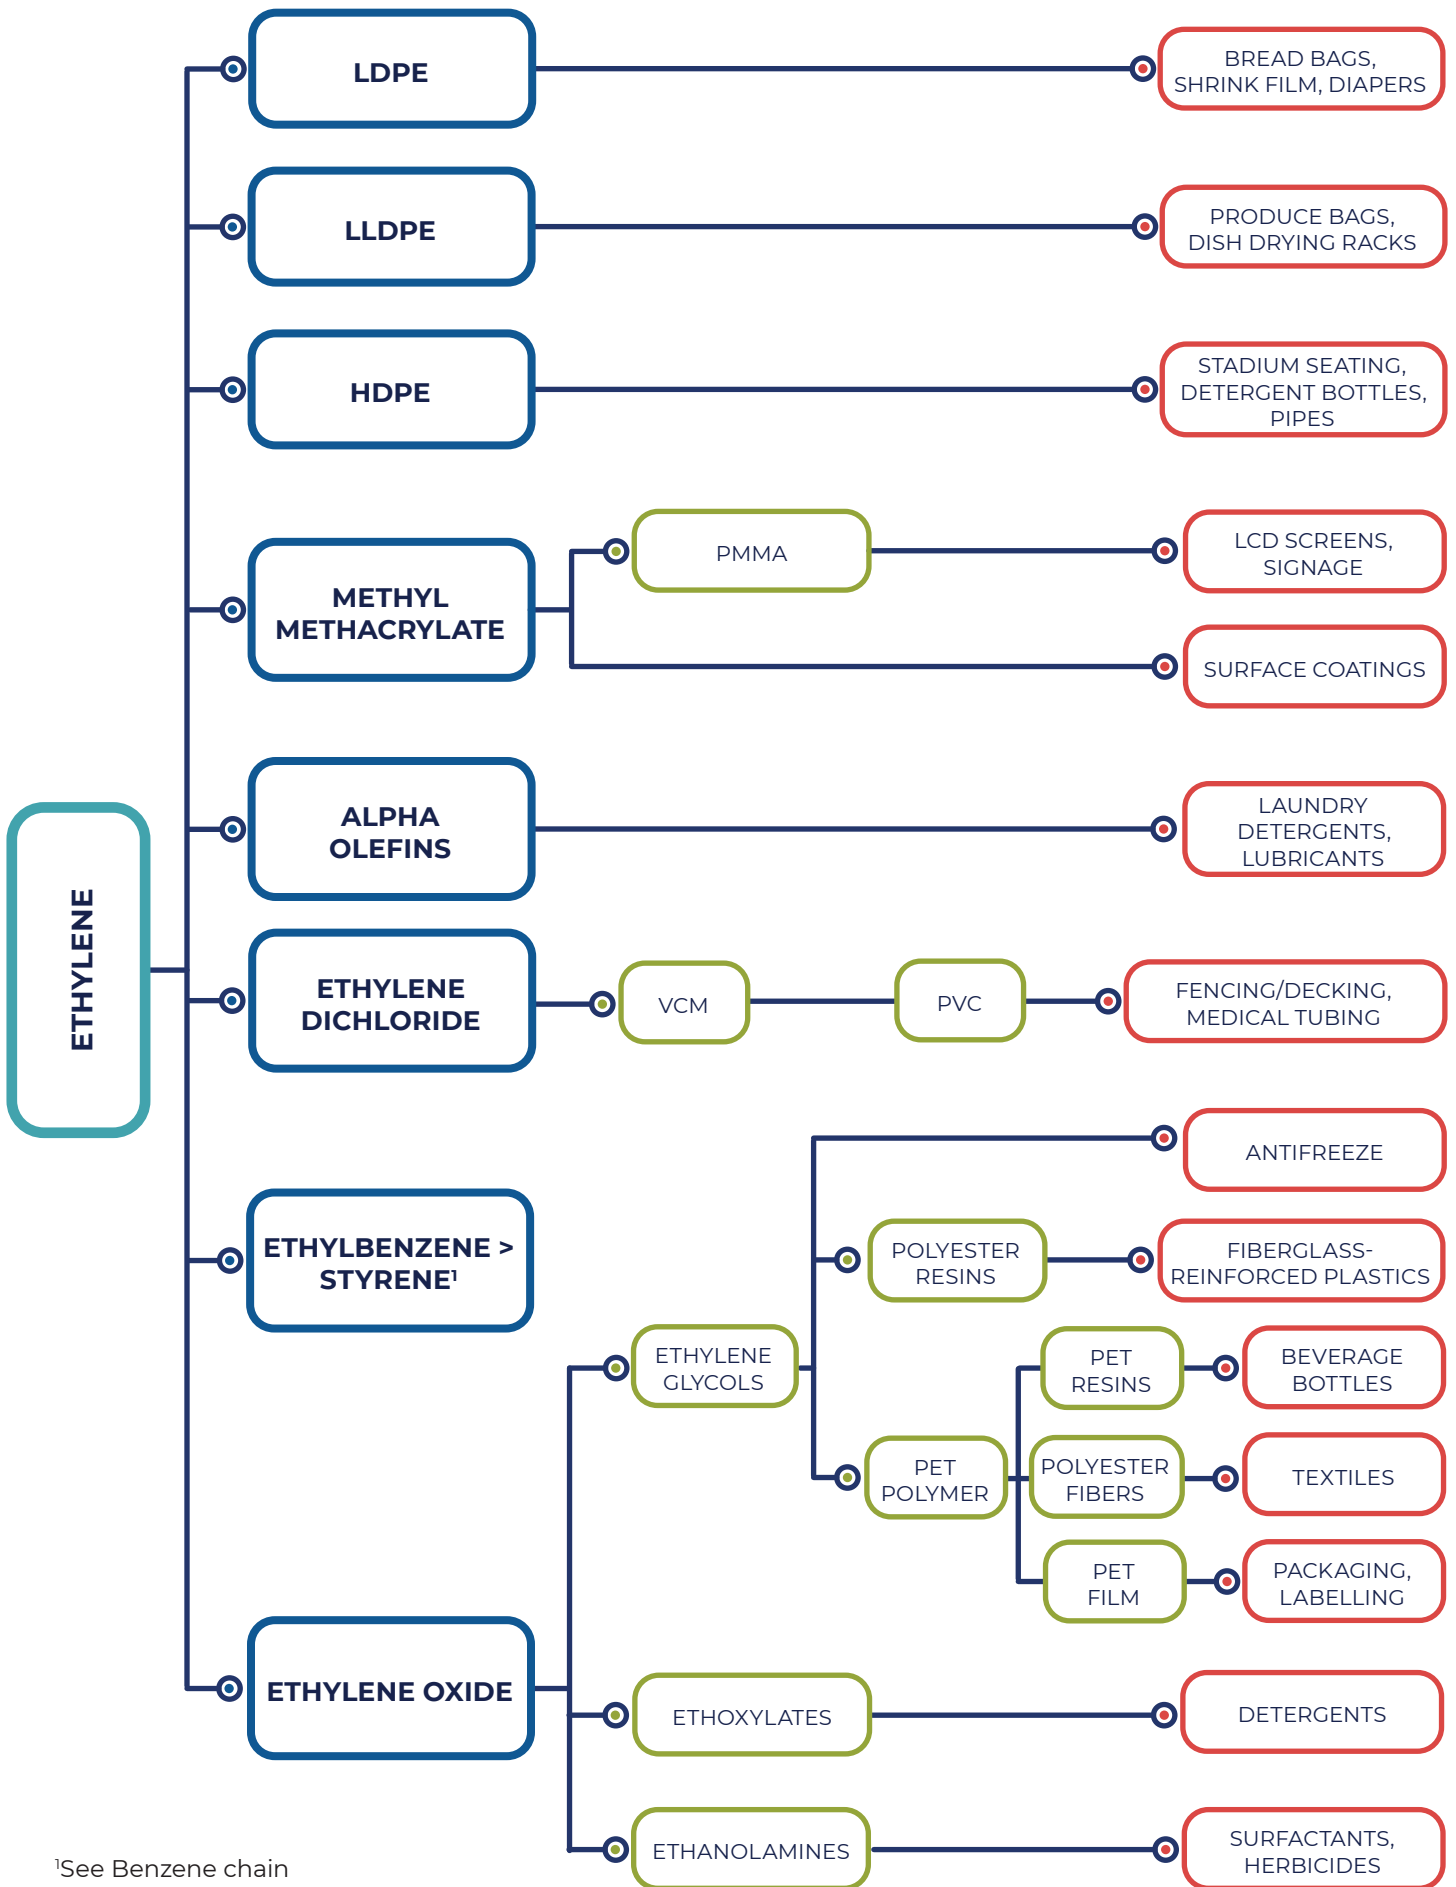 LDPE
BREAD BAGS,
SHRINK FILM, DIAPERS
LLDPE
PRODUCE BAGS,
DISH DRYING RACKS
HDPE
STADIUM SEATING,
DETERGENT BOTTLES,
PIPES
METHYL
METHACRYLATE
PMMA
LCD SCREENS,
SIGNAGE
SURFACE COATINGS
ETHYLENE
ALPHA
OLEFINS
LAUNDRY
DETERGENTS,
LUBRICANTS
ETHYLENE
DICHLORIDE
VCM
PVC
FENCING/DECKING,
MEDICAL TUBING
ETHYLBENZENE >
STYRENE¹
ETHYLENE OXIDE
ETHYLENE
GLYCOLS
ANTIFREEZE
POLYESTER
RESINS
FIBERGLASS-
REINFORCED PLASTICS
PET
POLYMER
PET
RESINS
BEVERAGE
BOTTLES
POLYESTER
FIBERS
TEXTILES
PET
FILM
PACKAGING,
LABELLING
ETHOXYLATES
DETERGENTS
ETHANOLAMINES
SURFACTANTS,
HERBICIDES
¹See Benzene chain